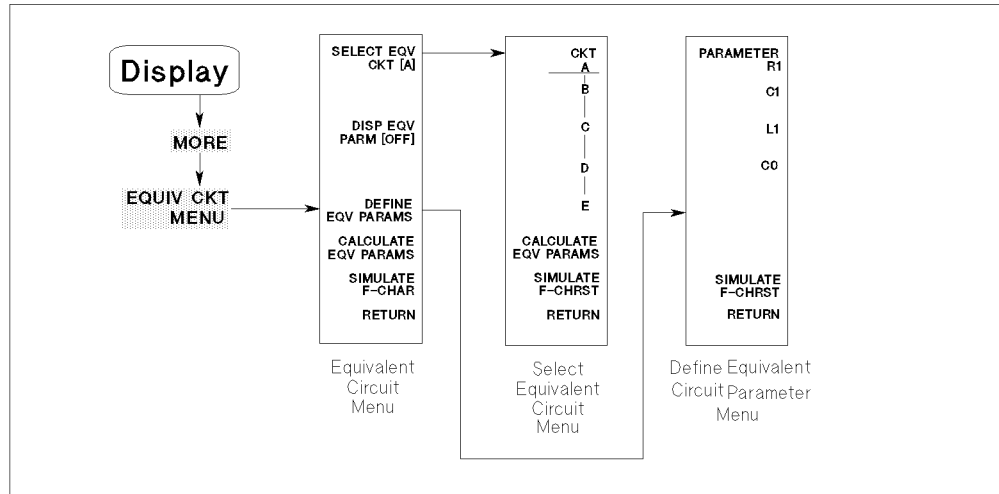 Display
MORE
EQUIV CKT
MENU
SELECT EQV
CKT [A]
DISP EQV
PARM [OFF]
DEFINE
EQV PARAMS
CALCULATE
EQV PARAMS
SIMULATE
F-CHAR
RETURN
Equivalent
Circuit
Menu
CKT
A
B
C
D
E
CALCULATE
EQV PARAMS
SIMULATE
F-CHRST
RETURN
Select
Equivalent
Circuit
Menu
PARAMETER
R1
C1
L1
C0
SIMULATE
F-CHRST
RETURN
Define Equivalent
Circuit Parameter
Menu